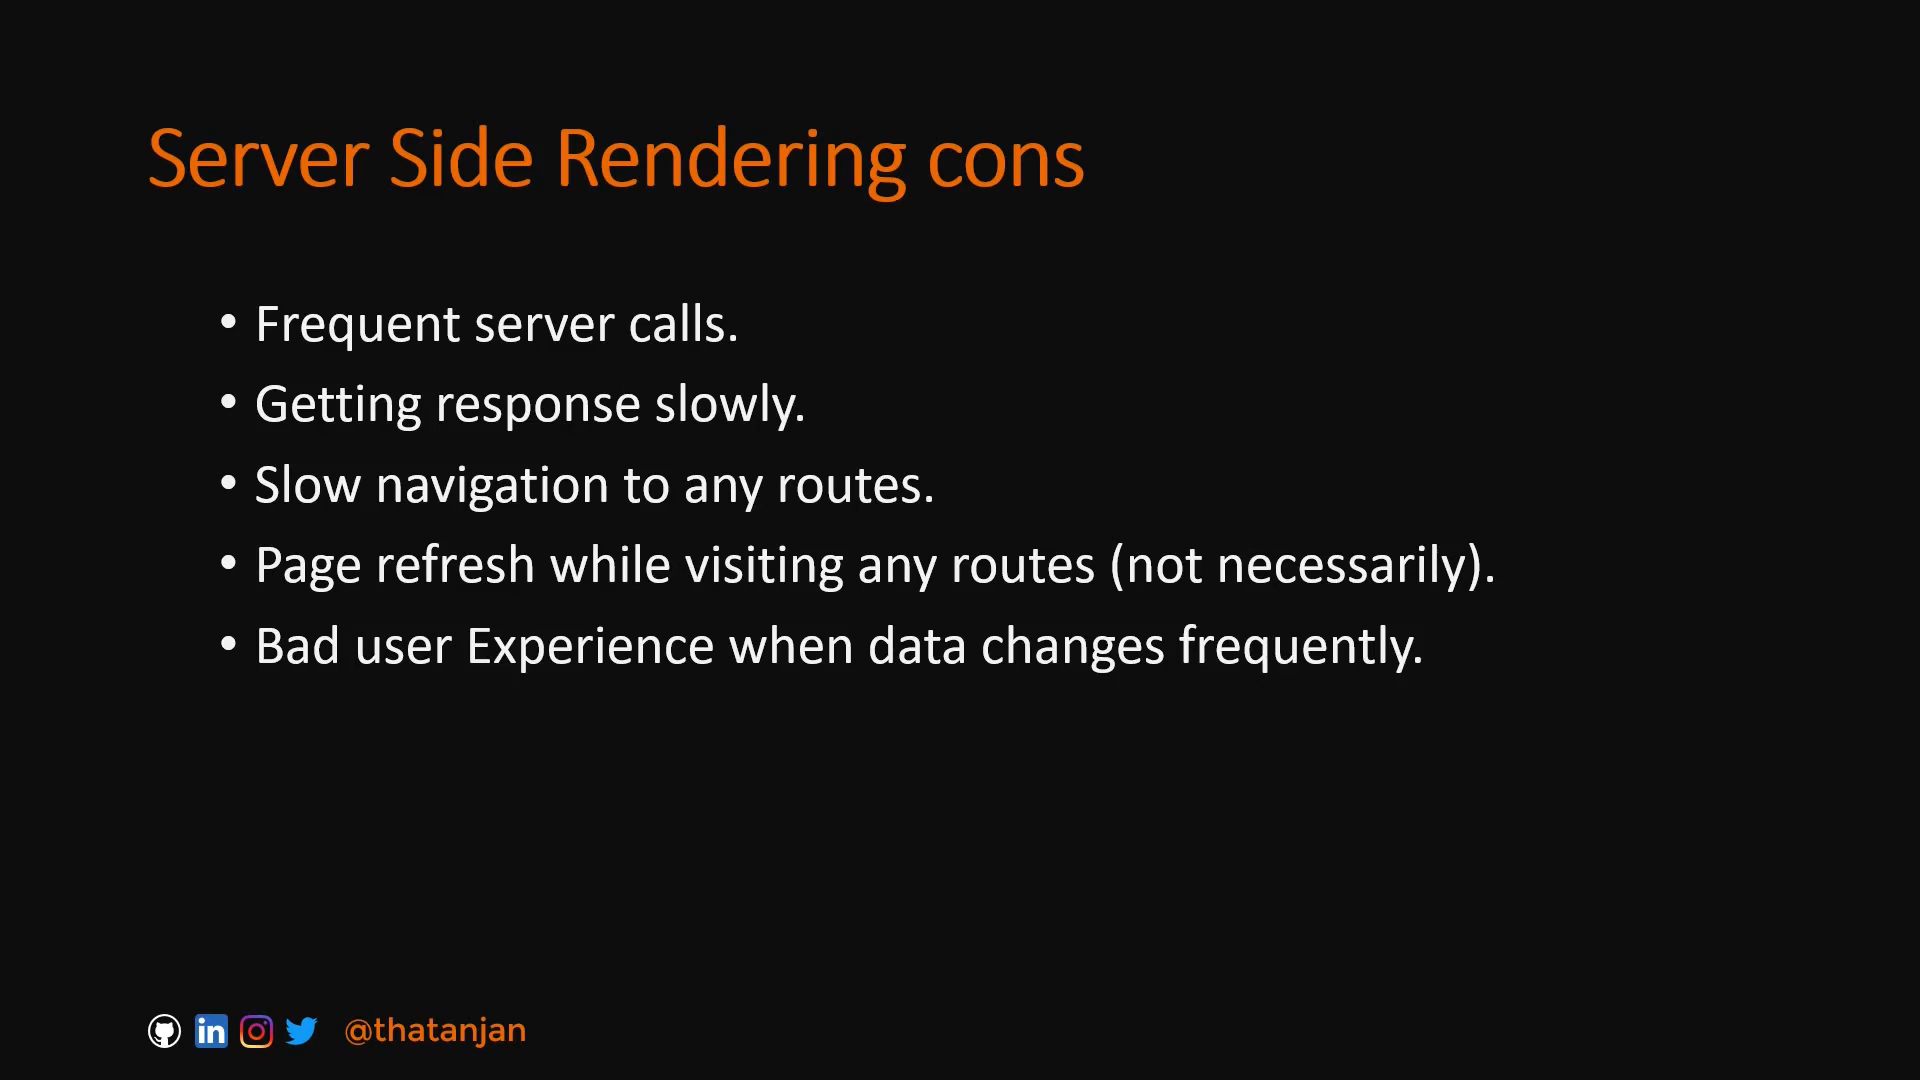 Server Side Rendering cons
• Frequent server calls.
• Getting response slowly.
• Slow navigation to any routes.
• Page refresh while visiting any routes (not necessarily).
• Bad user Experience when data changes frequently.
in @thatanjan